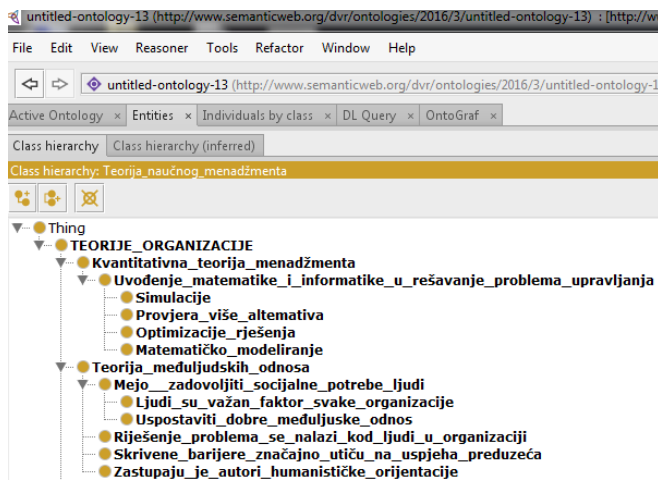 untitled-ontology-13 (http://www.semanticweb.org/dvr/ontologies/2016/3/untitled-ontology-13) : [http://w
File Edit View Reasoner Tools Refactor Window Help
untitled-ontology-13 (http://www.semanticweb.org/dvr/ontologies/2016/3/untitled-ontology-1
Active Ontology × Entities × Individuals by class × DL Query × OntoGraf ×
Class hierarchy Class hierarchy (inferred)
Class hierarchy: Teorija_naučnog_menadžmenta
Thing
TEORIJE_ORGANIZACIJE
Kvantitativna_teorija_menadžmenta
Uvođenje_matematike_i_informatike_u_rešavanje_problema_upravljanja
Simulacije
Provjera_više_altemativa
Optimizacije_rješenja
Matematičko_modeliranje
Teorija_međuljudskih_odnosa
Mejo__zadovoljiti_socijalne_potrebe_ljudi
Ljudi_su_važan_faktor_svake_organizacije
Uspostaviti_dobre_međuljuske_odnos
Riješenje_problema_se_nalazi_kod_ljudi_u_organizaciji
Skrivene_barijere_značajno_utiču_na_uspjeha_preduzeća
Zastupaju_je_autori_humanističke_orijentacije